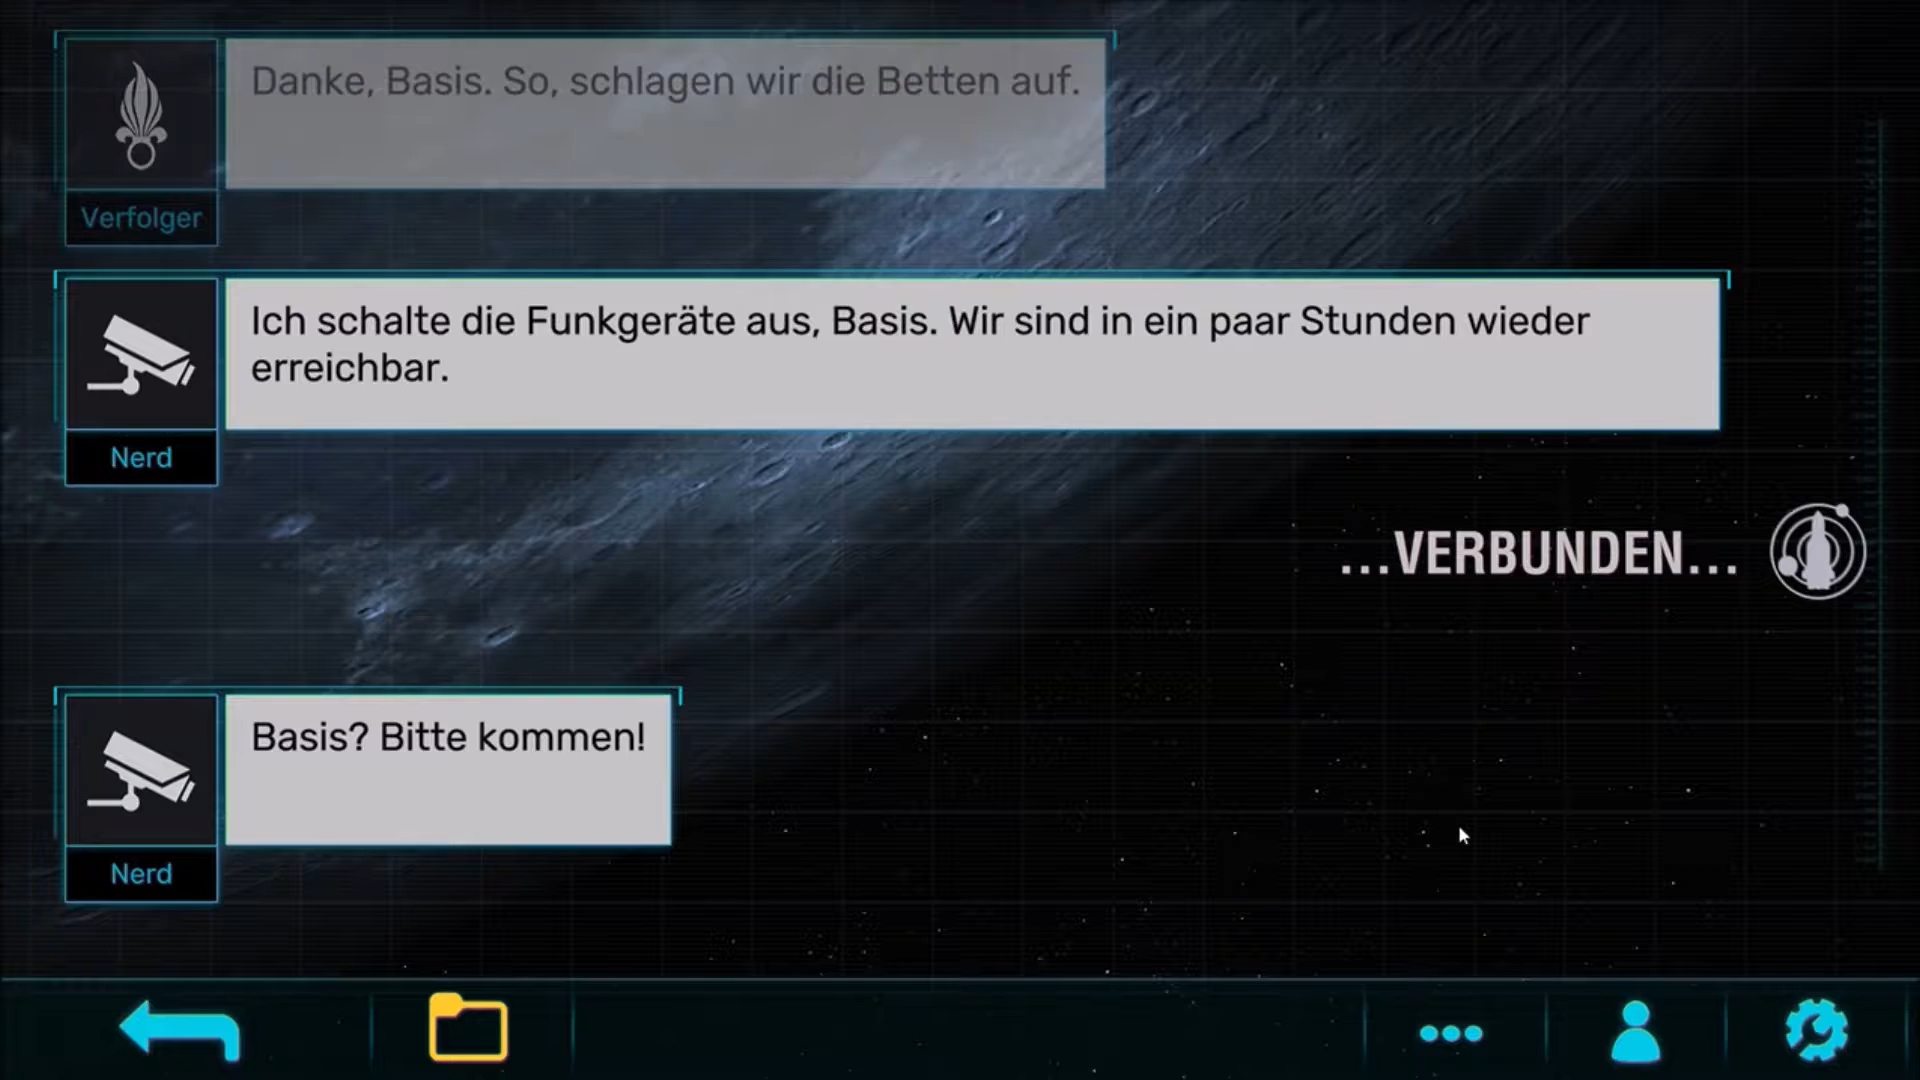 Danke, Basis. So, schlagen wir die Betten auf.
Verfolger
Ich schalte die Funkgeräte aus, Basis. Wir sind in ein paar Stunden wieder
erreichbar.
Nerd
...VERBUNDEN...
Basis? Bitte kommen!
Nerd